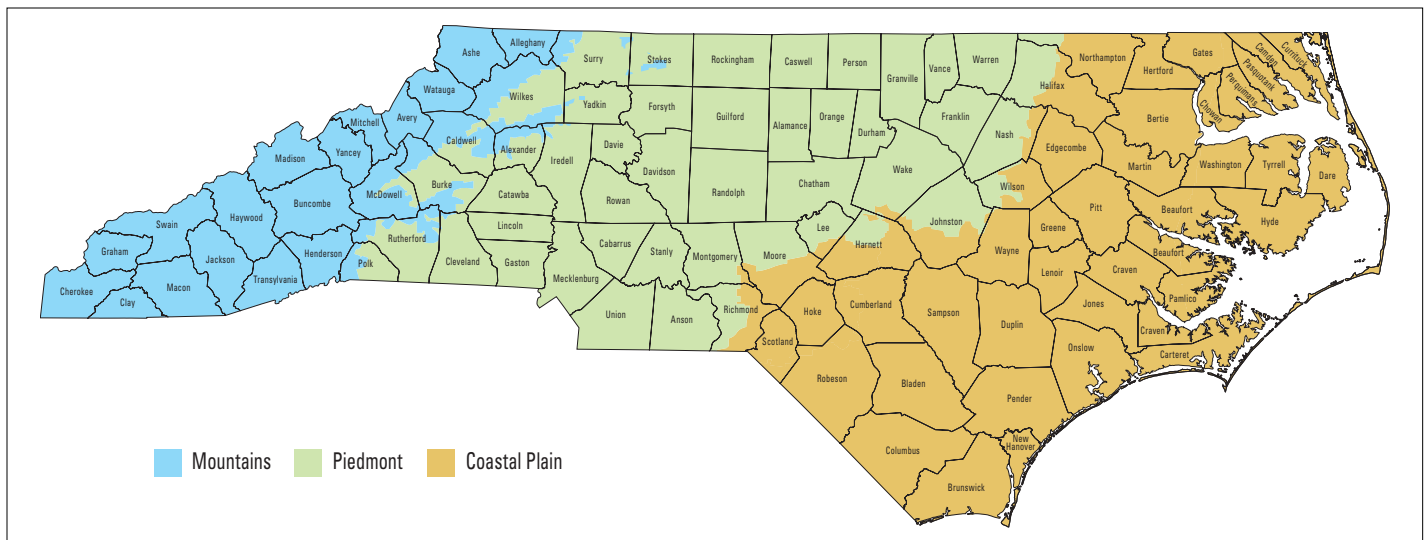 Ashe
Alleghany
Surry
Stokes
Rockingham
Caswell
Person
Granville
Vance
Warren
Halifax
Northampton
Gates
Hertford
Camden
Currituck
Pasquotank
Perquimans
Chowan
Watauga
Wilkes
Yadkin
Forsyth
Guilford
Alamance
Orange
Durham
Franklin
Nash
Bertie
Mitchell
Avery
Caldwell
Alexander
Iredell
Davie
Davidson
Wake
Edgecombe
Martin
Washington
Tyrrell
Dare
Madison
Yancey
McDowell
Burke
Catawba
Rowan
Randolph
Chatham
Wilson
Pitt
Beaufort
Hyde
Swain
Haywood
Buncombe
Rutherford
Lincoln
Cabarrus
Stanly
Montgomery
Moore
Lee
Harnett
Johnston
Wayne
Greene
Beaufort
Graham
Jackson
Henderson
Polk
Cleveland
Gaston
Mecklenburg
Lenoir
Craven
Pamlico
Cherokee
Clay
Macon
Transylvania
Union
Anson
Richmond
Scotland
Hoke
Cumberland
Sampson
Duplin
Jones
Craven
Carteret
Onslow
Robeson
Bladen
Pender
Columbus
New
Hanover
Brunswick
Mountains
Piedmont
Coastal Plain